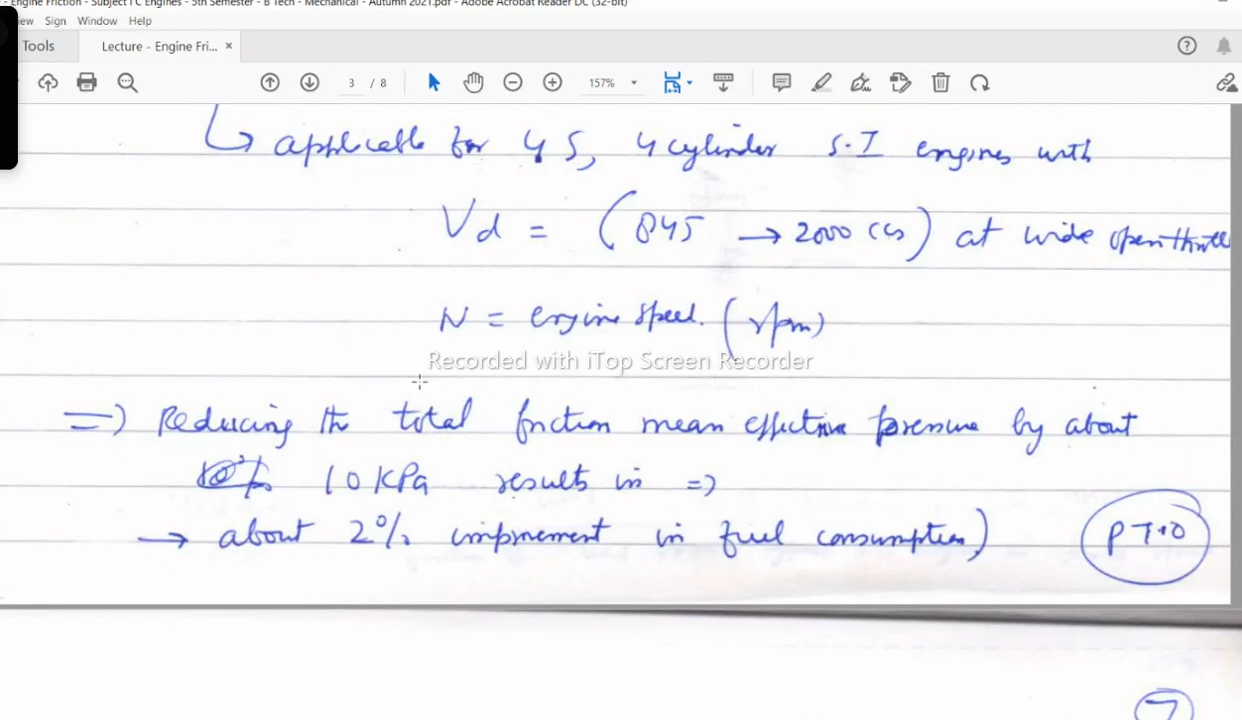 - Engine Friction - Subject I C Engines - 5th Semester - B Tech - Mechanical - Autumn 2021.pdf - Adobe Acrobat Reader DC (32-bit)
Sign Window Help
Tools
Lecture - Engine Fri... ×
3 / 8
157%
applicable for 4 S, 4 cylinder S.I engines with
Vd = (845 → 2000 ccs) at wide open throttle
N = engine speed. (rpm)
Recorded with iTop Screen Recorder
=) Reducing the total friction mean effective pressure by about
10 KPa results in =)
→ about 2% improvement in fuel consumption)
P T.O
7